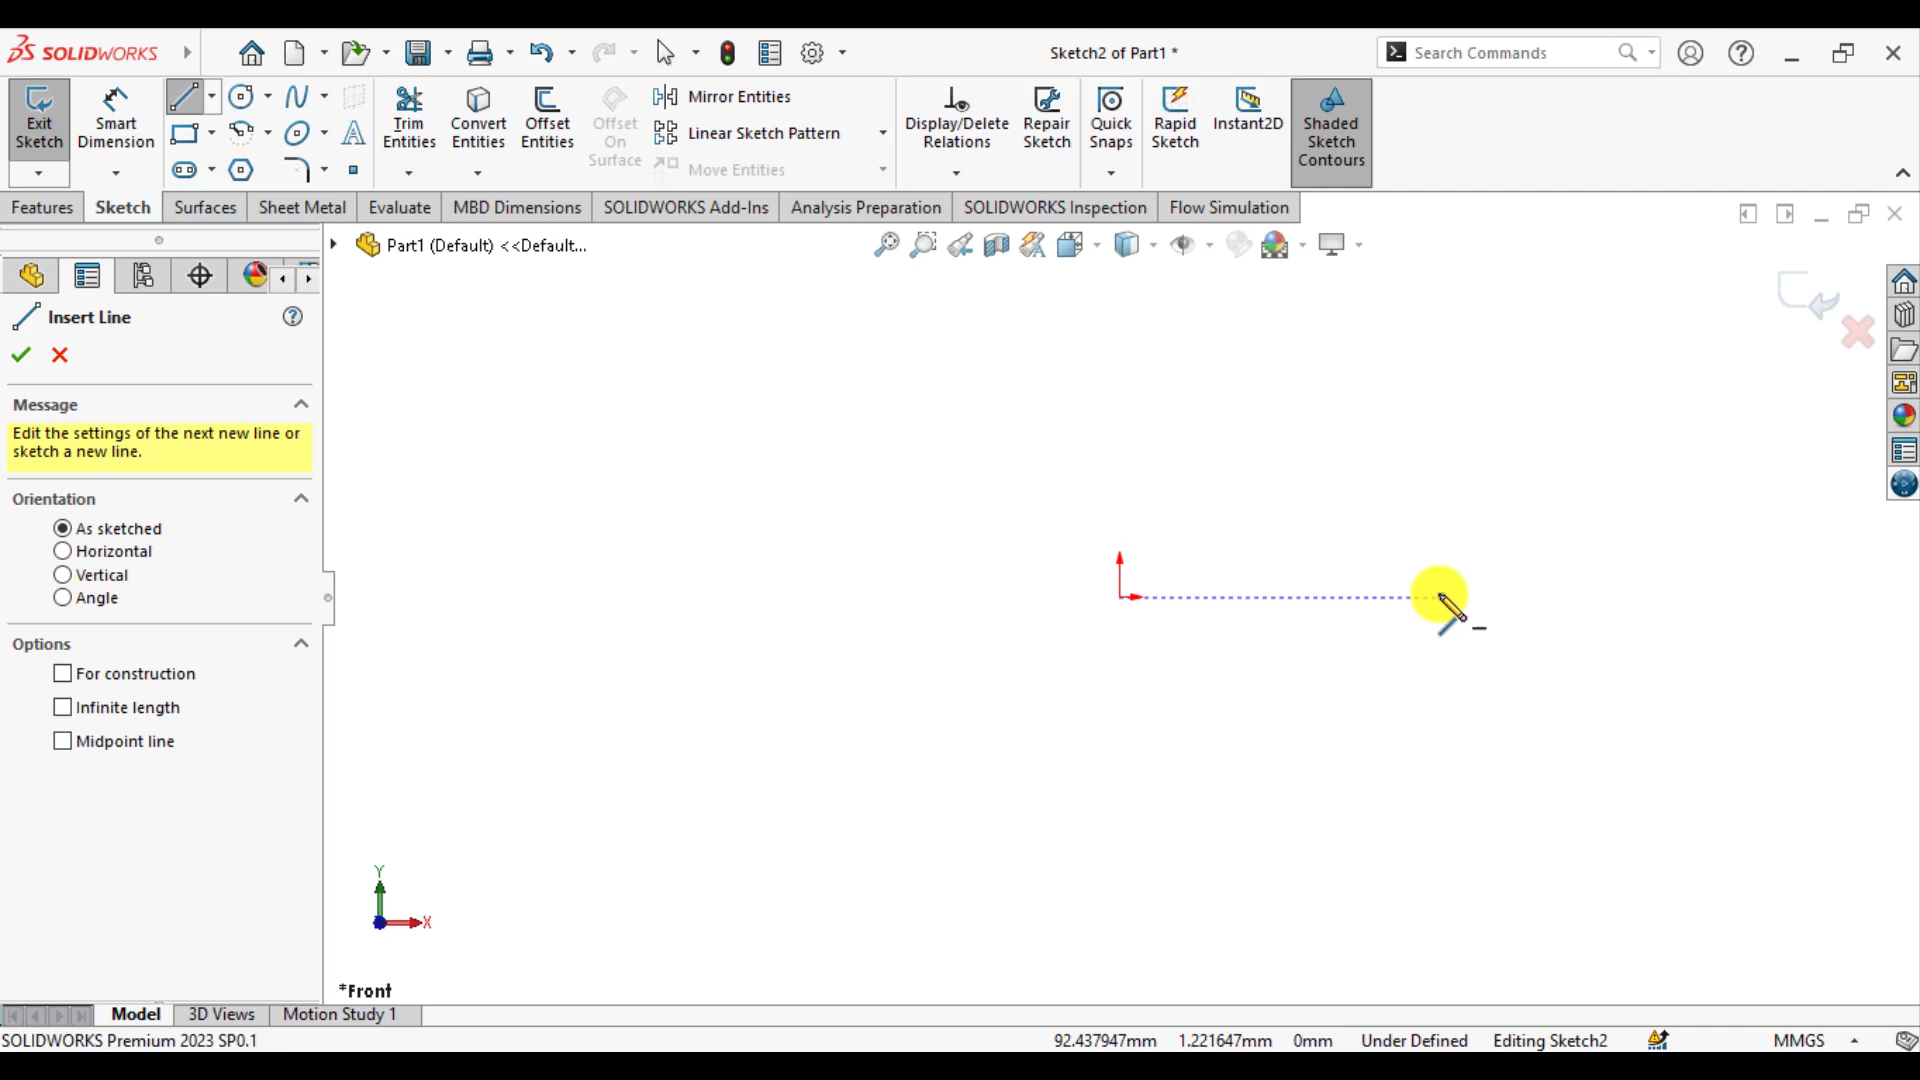 SOLIDWORKS
Sketch2 of Part1 *
Search Commands
Exit Sketch
Smart Dimension
Trim Entities
Convert Entities
Offset Entities
Offset On Surface
Mirror Entities
Linear Sketch Pattern
Move Entities
Display/Delete Relations
Repair Sketch
Quick Snaps
Rapid Sketch
Instant2D
Shaded Sketch Contours
Features
Sketch
Surfaces
Sheet Metal
Evaluate
MBD Dimensions
SOLIDWORKS Add-Ins
Analysis Preparation
SOLIDWORKS Inspection
Flow Simulation
Part1 (Default) <<Default...
Insert Line
Message
Edit the settings of the next new line or
sketch a new line.
Orientation
As sketched
Horizontal
Vertical
Angle
Options
For construction
Infinite length
Midpoint line
Y
X
*Front
Model
3D Views
Motion Study 1
SOLIDWORKS Premium 2023 SP0.1
92.437947mm
1.221647mm
0mm
Under Defined
Editing Sketch2
MMGS